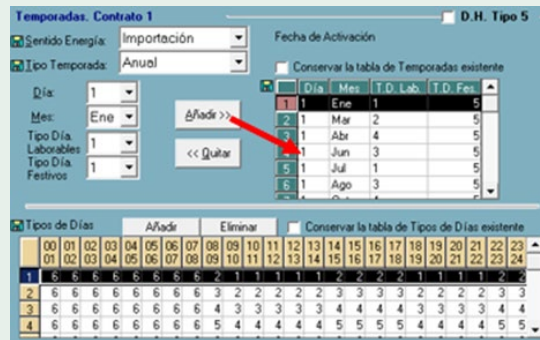 Temporadas. Contrato 1
D.H. Tipo 5
Sentido Energía: Importación
Fecha de Activación
Tipo Temporada: Anual
Conservar la tabla de Temporadas existente
Día: 1
Mes: Ene
Tipo Día. Laborables 1
Tipo Día. Festivos 1
Añadir >>
<< Quitar
Día Mes T.D. Lab. T.D. Fes.
1 1 Ene 1 5
2 1 Mar 2 5
3 1 Abr 4 5
4 1 Jun 3 5
5 1 Jul 1 5
6 1 Ago 3 5
Tipos de Días Añadir Eliminar Conservar la tabla de Tipos de Días existente
00 01 02 03 04 05 06 07 08 09 10 11 12 13 14 15 16 17 18 19 20 21 22 23
01 02 03 04 05 06 07 08 09 10 11 12 13 14 15 16 17 18 19 20 21 22 23 24
1 6 6 6 6 6 6 6 6 2 1 1 1 1 1 2 2 2 2 1 1 1 1 2 2
2 6 6 6 6 6 6 6 6 3 2 2 2 2 2 3 3 3 3 2 2 2 2 3 3
3 6 6 6 6 6 6 6 6 4 3 3 3 3 3 4 4 4 4 3 3 3 3 4 4
4 6 6 6 6 6 6 6 6 5 4 4 4 4 4 5 5 5 5 4 4 4 4 5 5